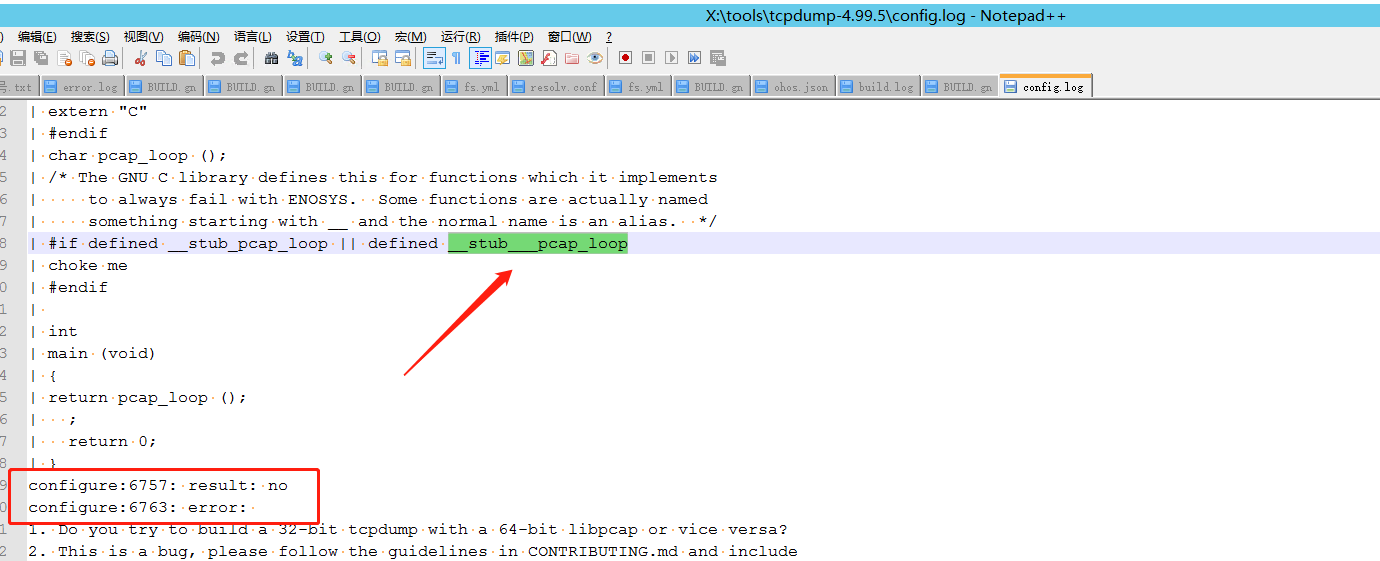 X:\tools\tcpdump-4.99.5\config.log - Notepad++
) 编辑(E) 搜索(S) 视图(V) 编码(N) 语言(L) 设置(T) 工具(O) 宏(M) 运行(R) 插件(P) 窗口(W) ?
号.txt error.log BUILD.gn BUILD.gn BUILD.gn BUILD.gn fs.yml resolv.conf fs.yml BUILD.gn ohos.json build.log BUILD.gn config.log
2 | extern "C"
3 | #endif
4 | char pcap_loop ();
5 | /* The GNU C library defines this for functions which it implements
6 | to always fail with ENOSYS. Some functions are actually named
7 | something starting with __ and the normal name is an alias. */
8 | #if defined __stub_pcap_loop || defined __stub___pcap_loop
9 | choke me
0 | #endif
1 |
2 | int
3 | main (void)
4 | {
5 | return pcap_loop ();
6 | ;
7 | return 0;
8 | }
9 configure:6757: result: no
0 configure:6763: error:
1 1. Do you try to build a 32-bit tcpdump with a 64-bit libpcap or vice versa?
2 2. This is a bug, please follow the guidelines in CONTRIBUTING.md and include